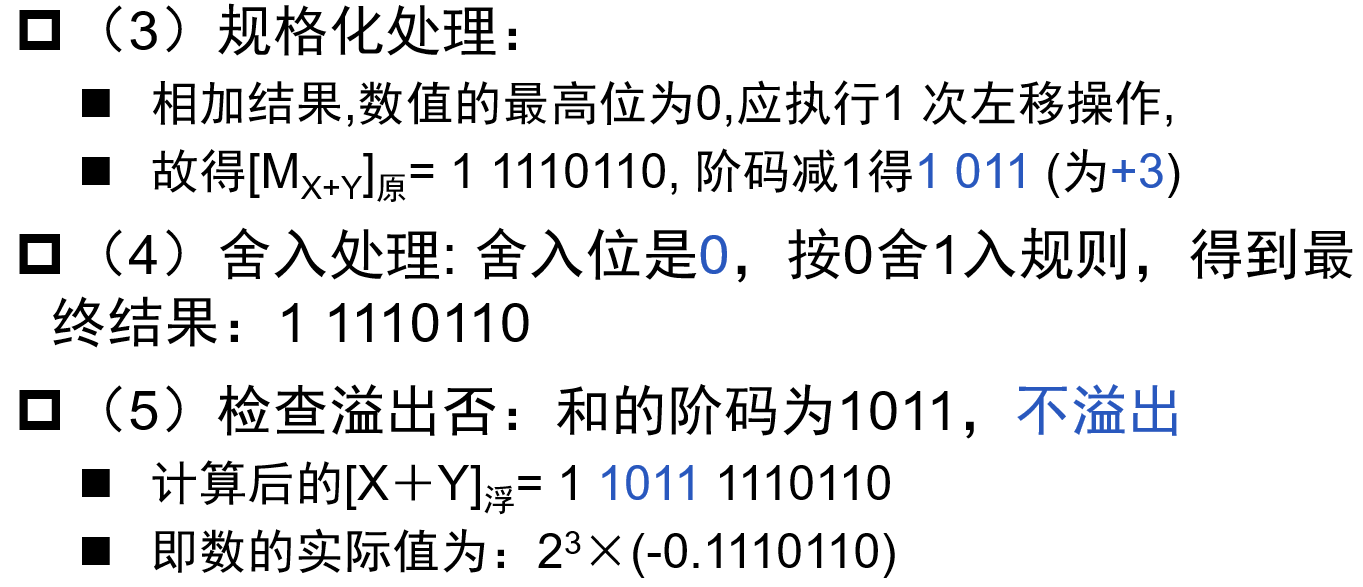 （3）规格化处理：
相加结果,数值的最高位为0,应执行1 次左移操作,
故得[MX+Y]原= 1 1110110, 阶码减1得1 011 (为+3)
（4）舍入处理: 舍入位是0，按0舍1入规则，得到最
终结果：1 1110110
（5）检查溢出否：和的阶码为1011，不溢出
计算后的[X＋Y]浮= 1 1011 1110110
即数的实际值为：2³×(-0.1110110)